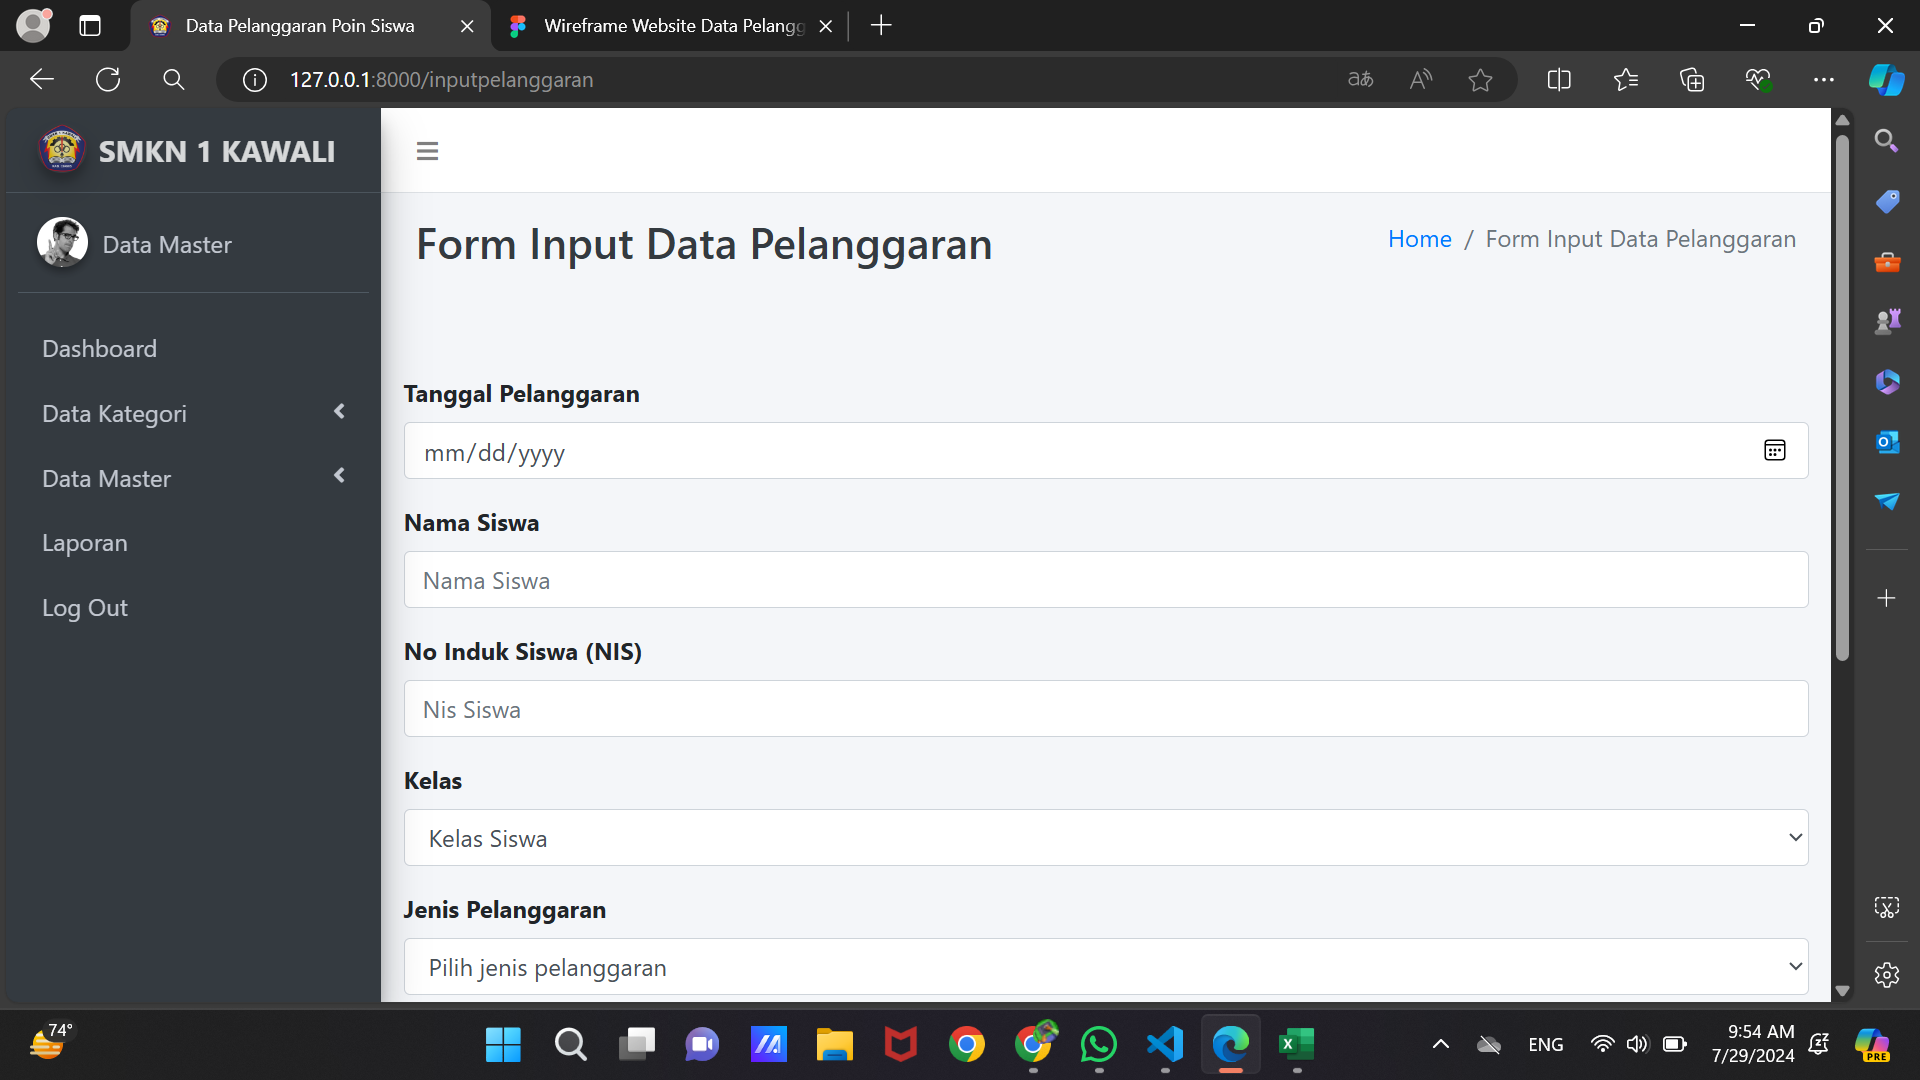 Data Pelanggaran Poin Siswa
Wireframe Website Data Pelangg
127.0.0.1:8000/inputpelanggaran
SMKN 1 KAWALI
Data Master
Dashboard
Data Kategori
Data Master
Laporan
Log Out
Form Input Data Pelanggaran
Home / Form Input Data Pelanggaran
Tanggal Pelanggaran
mm/dd/yyyy
Nama Siswa
Nama Siswa
No Induk Siswa (NIS)
Nis Siswa
Kelas
Kelas Siswa
Jenis Pelanggaran
Pilih jenis pelanggaran
74°
ENG
9:54 AM
7/29/2024
PRE